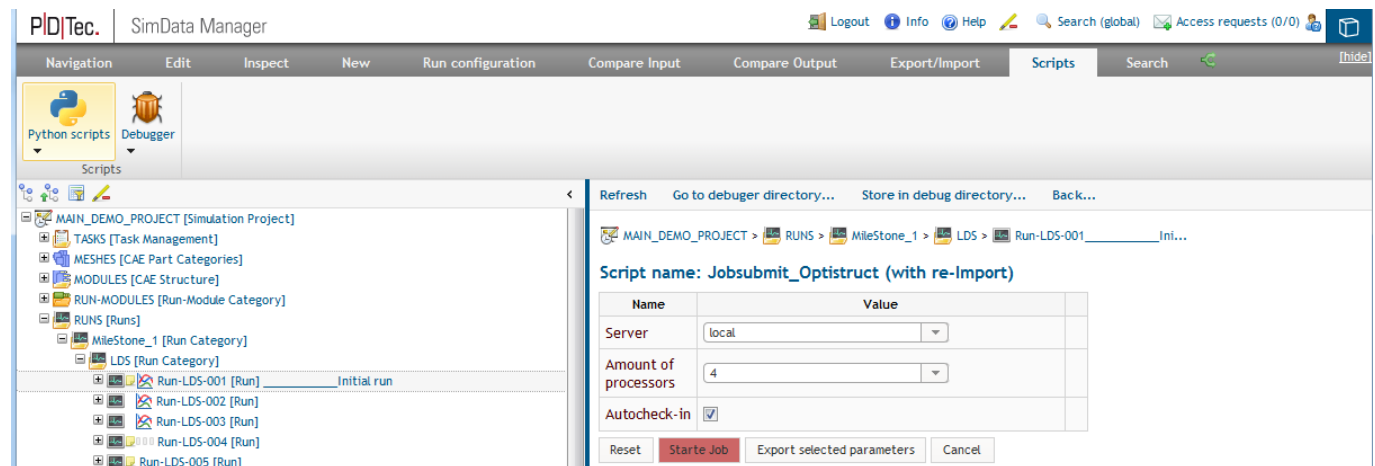 P|D|Tec. SimData Manager Logout Info Help Search (global) Access requests (0/0)
Navigation Edit Inspect New Run configuration Compare Input Compare Output Export/Import Scripts Search [hide]
Python scripts Debugger
Scripts
Refresh Go to debuger directory... Store in debug directory... Back...
MAIN_DEMO_PROJECT [Simulation Project]
TASKS [Task Management]
MESHES [CAE Part Categories]
MODULES [CAE Structure]
RUN-MODULES [Run-Module Category]
RUNS [Runs]
MileStone_1 [Run Category]
LDS [Run Category]
Run-LDS-001 [Run] ____________Initial run
Run-LDS-002 [Run]
Run-LDS-003 [Run]
Run-LDS-004 [Run]
Run-LDS-005 [Run]
MAIN_DEMO_PROJECT > RUNS > MileStone_1 > LDS > Run-LDS-001____________Ini...
Script name: Jobsubmit_Optistruct (with re-Import)
Name Value
Server local
Amount of
processors 4
Autocheck-in
Reset Starte Job Export selected parameters Cancel